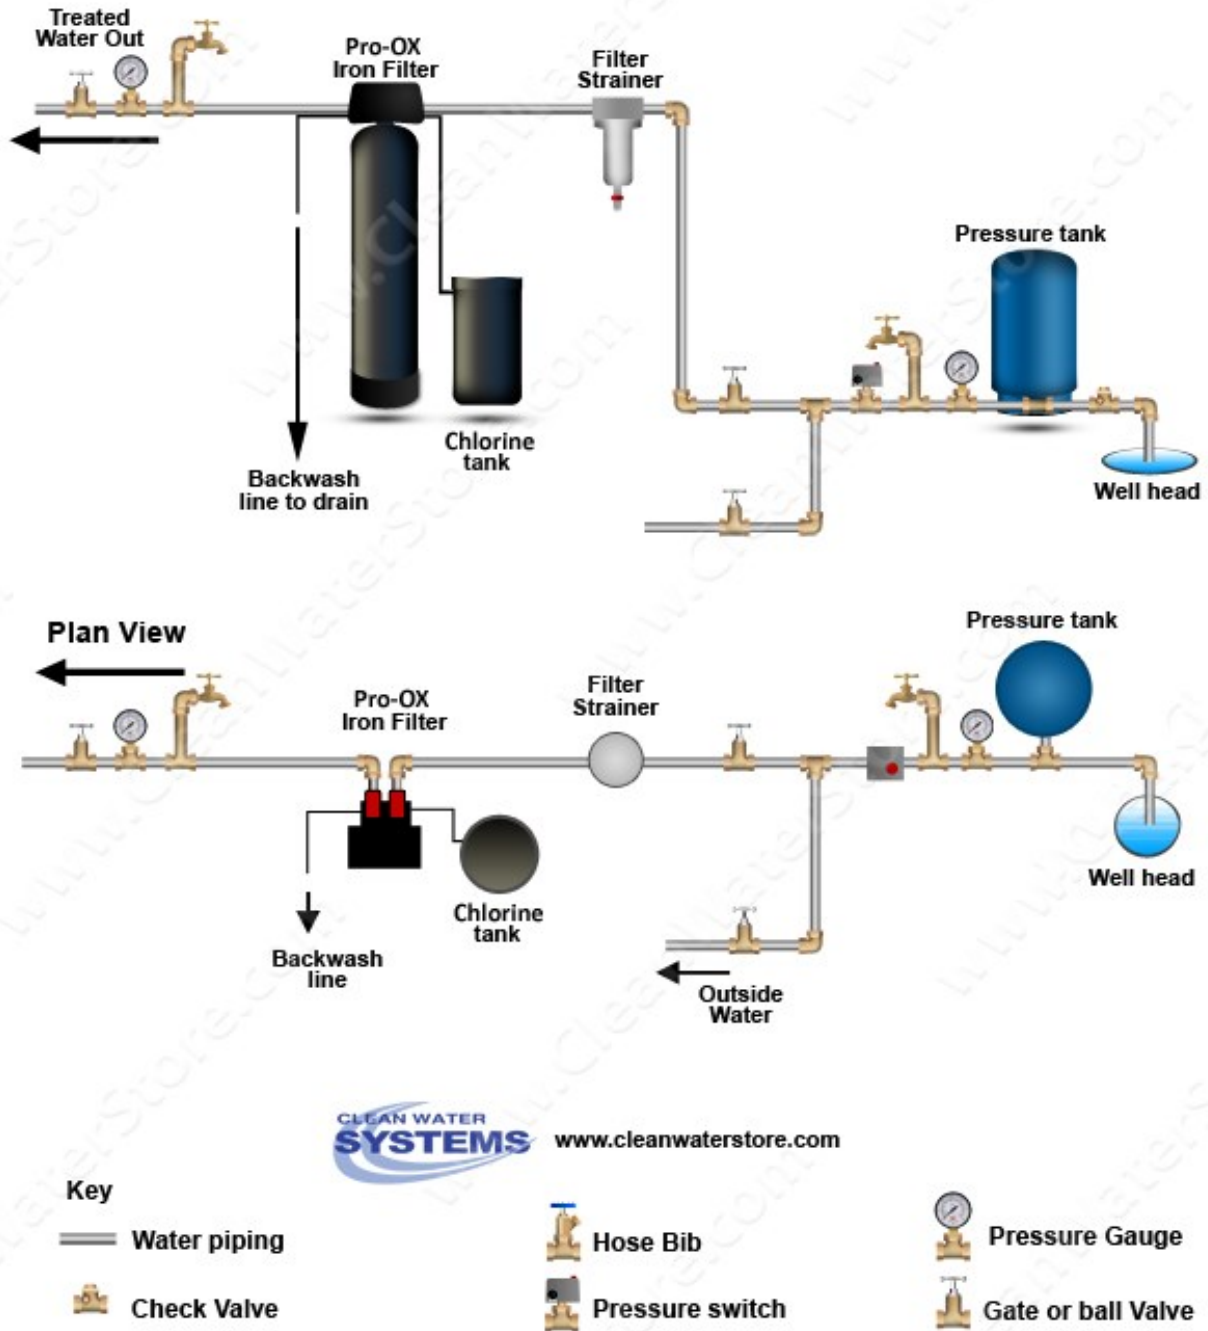 Treated
Water Out
Pro-OX
Iron Filter
Filter
Strainer
Pressure tank
Chlorine
tank
Backwash
line to drain
Well head
Plan View
Pressure tank
Pro-OX
Iron Filter
Filter
Strainer
Chlorine
tank
Well head
Backwash
line
Outside
Water
CLEAN WATER
SYSTEMS
www.cleanwaterstore.com
Key
Water piping
Hose Bib
Pressure Gauge
Check Valve
Pressure switch
Gate or ball Valve
www.CleanWaterStore.com